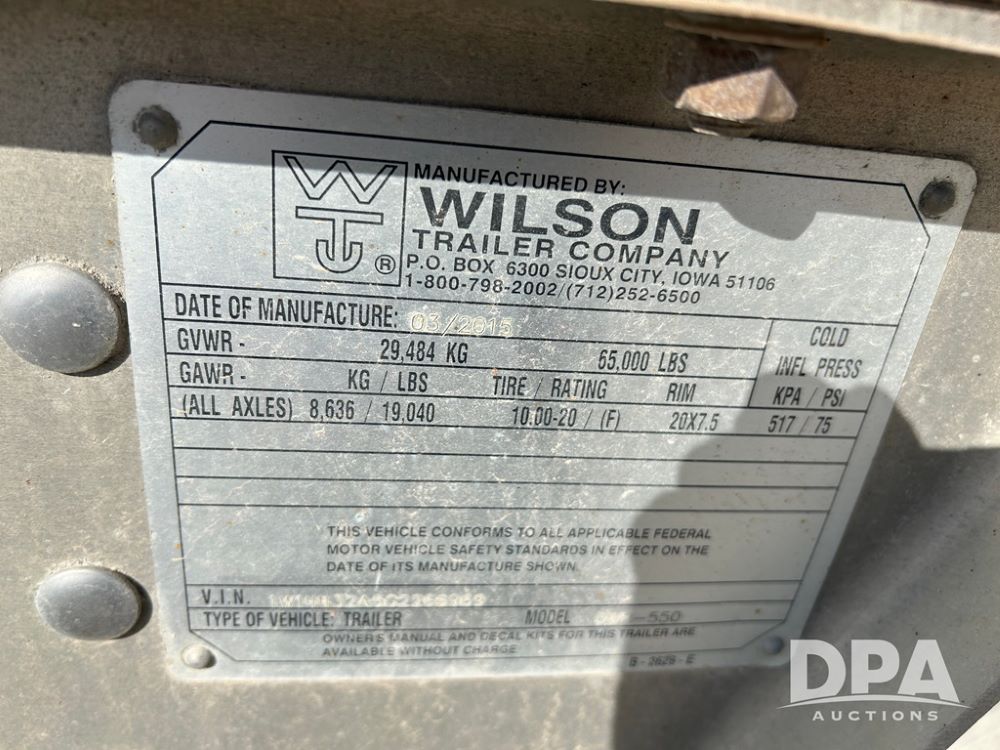 MANUFACTURED BY:
WILSON
TRAILER COMPANY
P.O. BOX 6300 SIOUX CITY, IOWA 51106
1-800-798-2002/(712)252-6500
WT ®
DATE OF MANUFACTURE: 03/2015
COLD
INFL PRESS
GVWR - 29,484 KG 65,000 LBS
GAWR - KG / LBS TIRE / RATING RIM KPA / PSI
(ALL AXLES) 8,636 / 19,040 10.00-20 / (F) 20X7.5 517 / 75
THIS VEHICLE CONFORMS TO ALL APPLICABLE FEDERAL
MOTOR VEHICLE SAFETY STANDARDS IN EFFECT ON THE
DATE OF ITS MANUFACTURE SHOWN.
V.I.N.
TYPE OF VEHICLE: TRAILER MODEL -550
OWNERS MANUAL AND DECAL KITS FOR THIS TRAILER ARE
AVAILABLE WITHOUT CHARGE
DPA
AUCTIONS